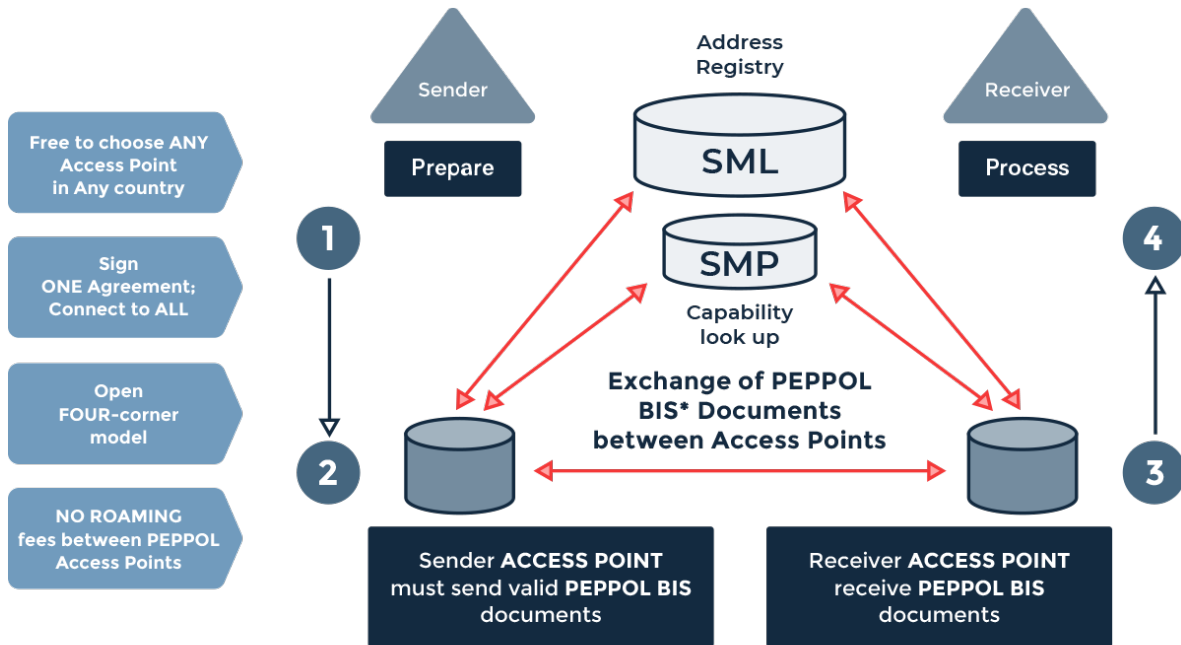 Free to choose ANY
Access Point
in Any country
Sign
ONE Agreement;
Connect to ALL
Open
FOUR-corner
model
NO ROAMING
fees between PEPPOL
Access Points
1
2
Sender
Prepare
Address
Registry
SML
SMP
Capability
look up
Exchange of PEPPOL
BIS* Documents
between Access Points
Receiver
Process
4
3
Sender ACCESS POINT
must send valid PEPPOL BIS
documents
Receiver ACCESS POINT
receive PEPPOL BIS
documents